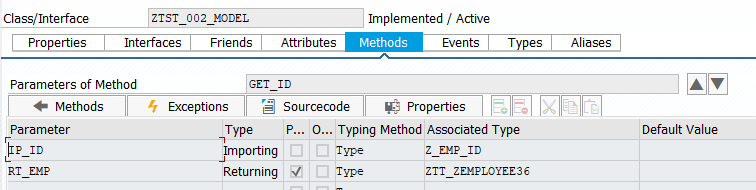 Class/Interface ZTST_002_MODEL Implemented / Active
Properties Interfaces Friends Attributes Methods Events Types Aliases
Parameters of Method GET_ID
Methods Exceptions Sourcecode Properties
Parameter Type P... O... Typing Method Associated Type Default Value
IP_ID Importing Type Z_EMP_ID
RT_EMP Returning Type ZTT_ZEMPLOYEE36